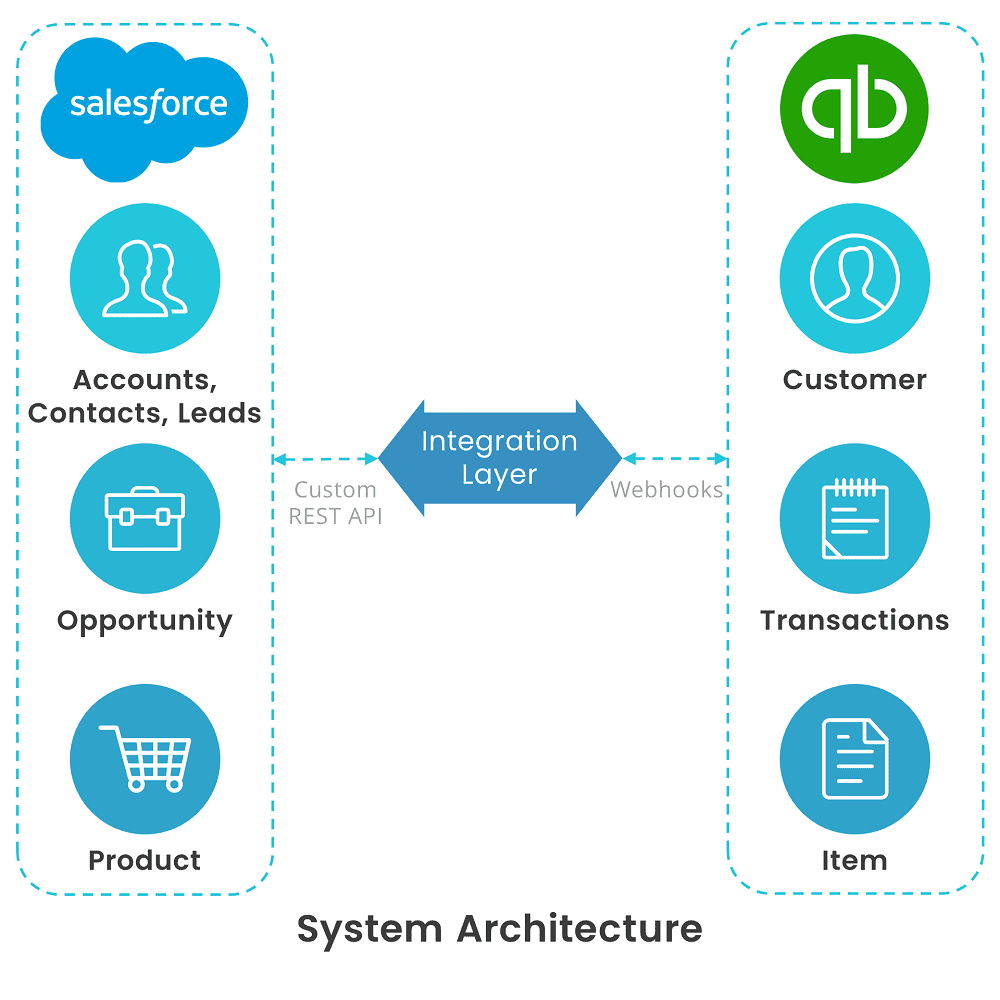 salesforce
Accounts,
Contacts, Leads
Opportunity
Product
Custom
REST API
Integration
Layer
Webhooks
qb
Customer
Transactions
Item
System Architecture